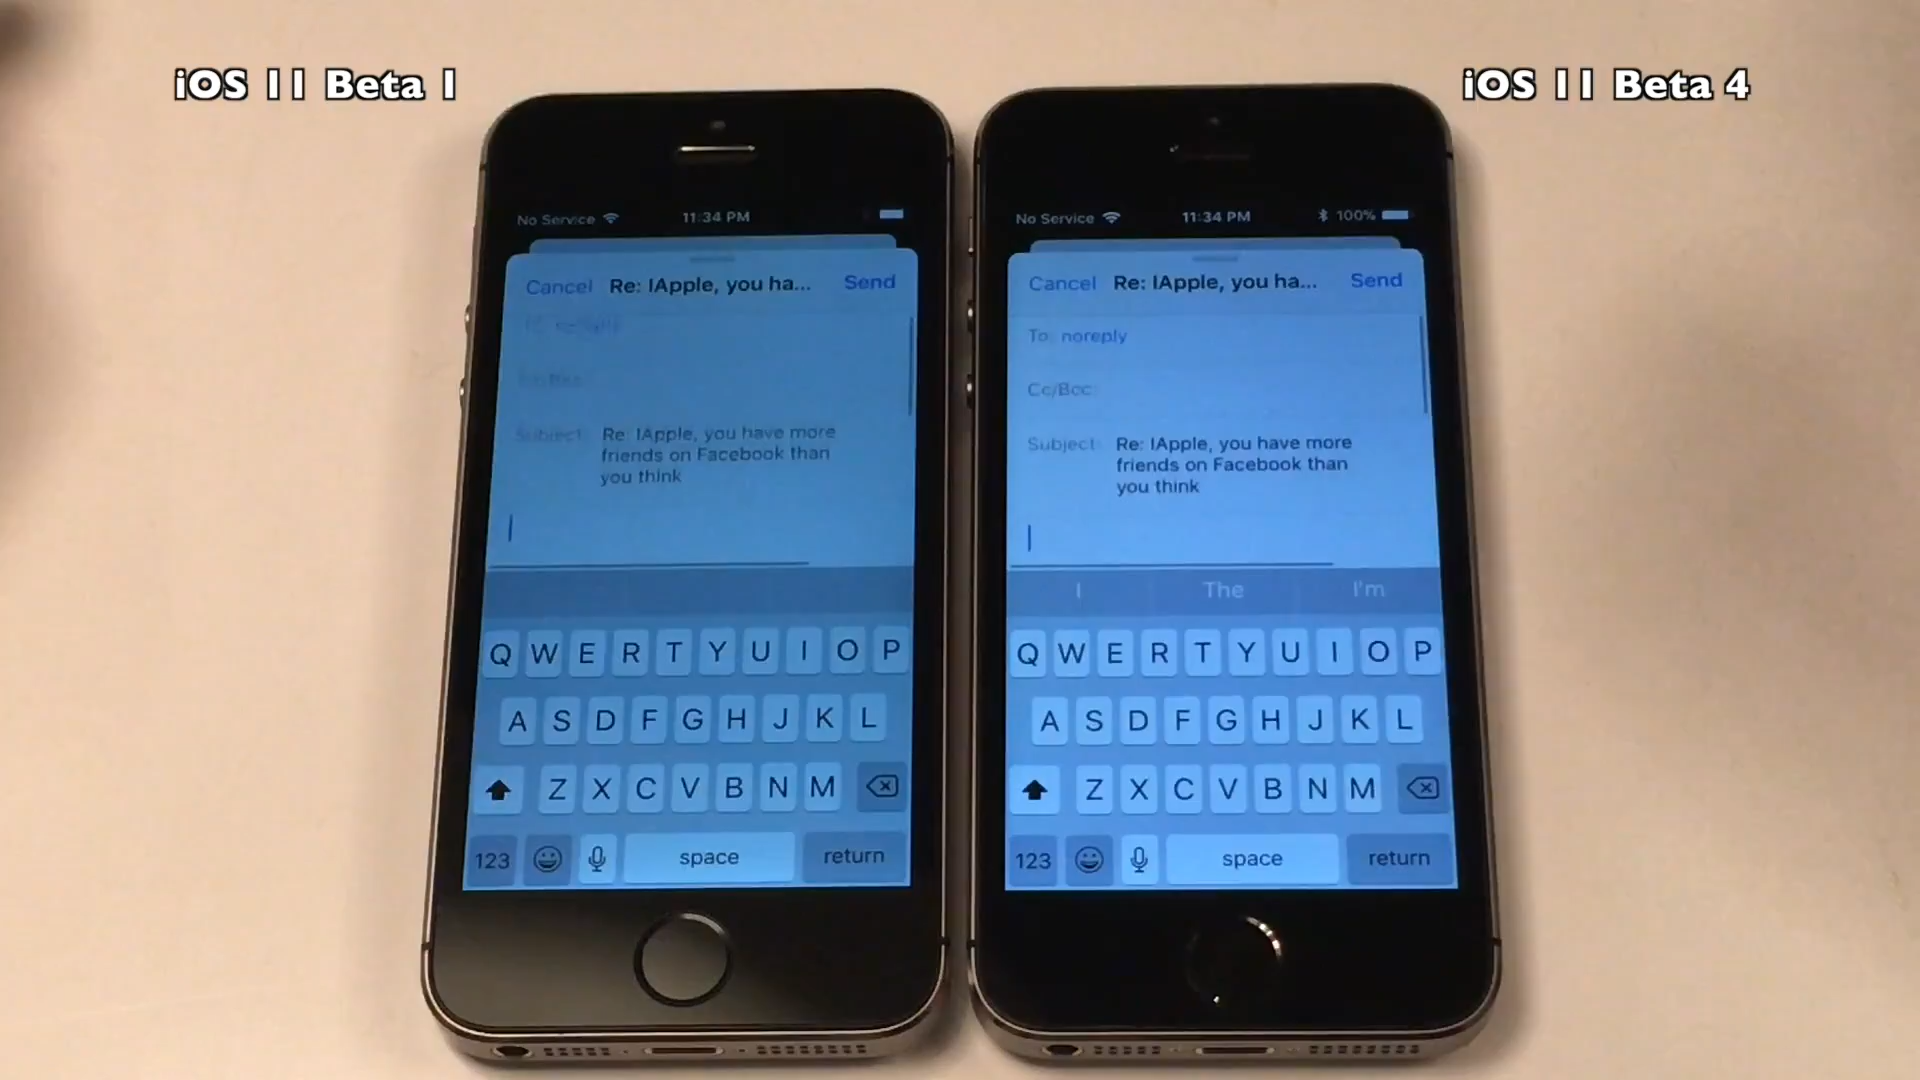 iOS 11 Beta 1
iOS 11 Beta 4
No Service 11:34 PM
Cancel Re: IApple, you ha... Send
Subject: Re: IApple, you have more
friends on Facebook than
you think
Q W E R T Y U I O P
A S D F G H J K L
Z X C V B N M
123 space return
No Service 11:34 PM 100%
Cancel Re: IApple, you ha... Send
To: noreply
Cc/Bcc:
Subject: Re: IApple, you have more
friends on Facebook than
you think
I The I'm
Q W E R T Y U I O P
A S D F G H J K L
Z X C V B N M
123 space return